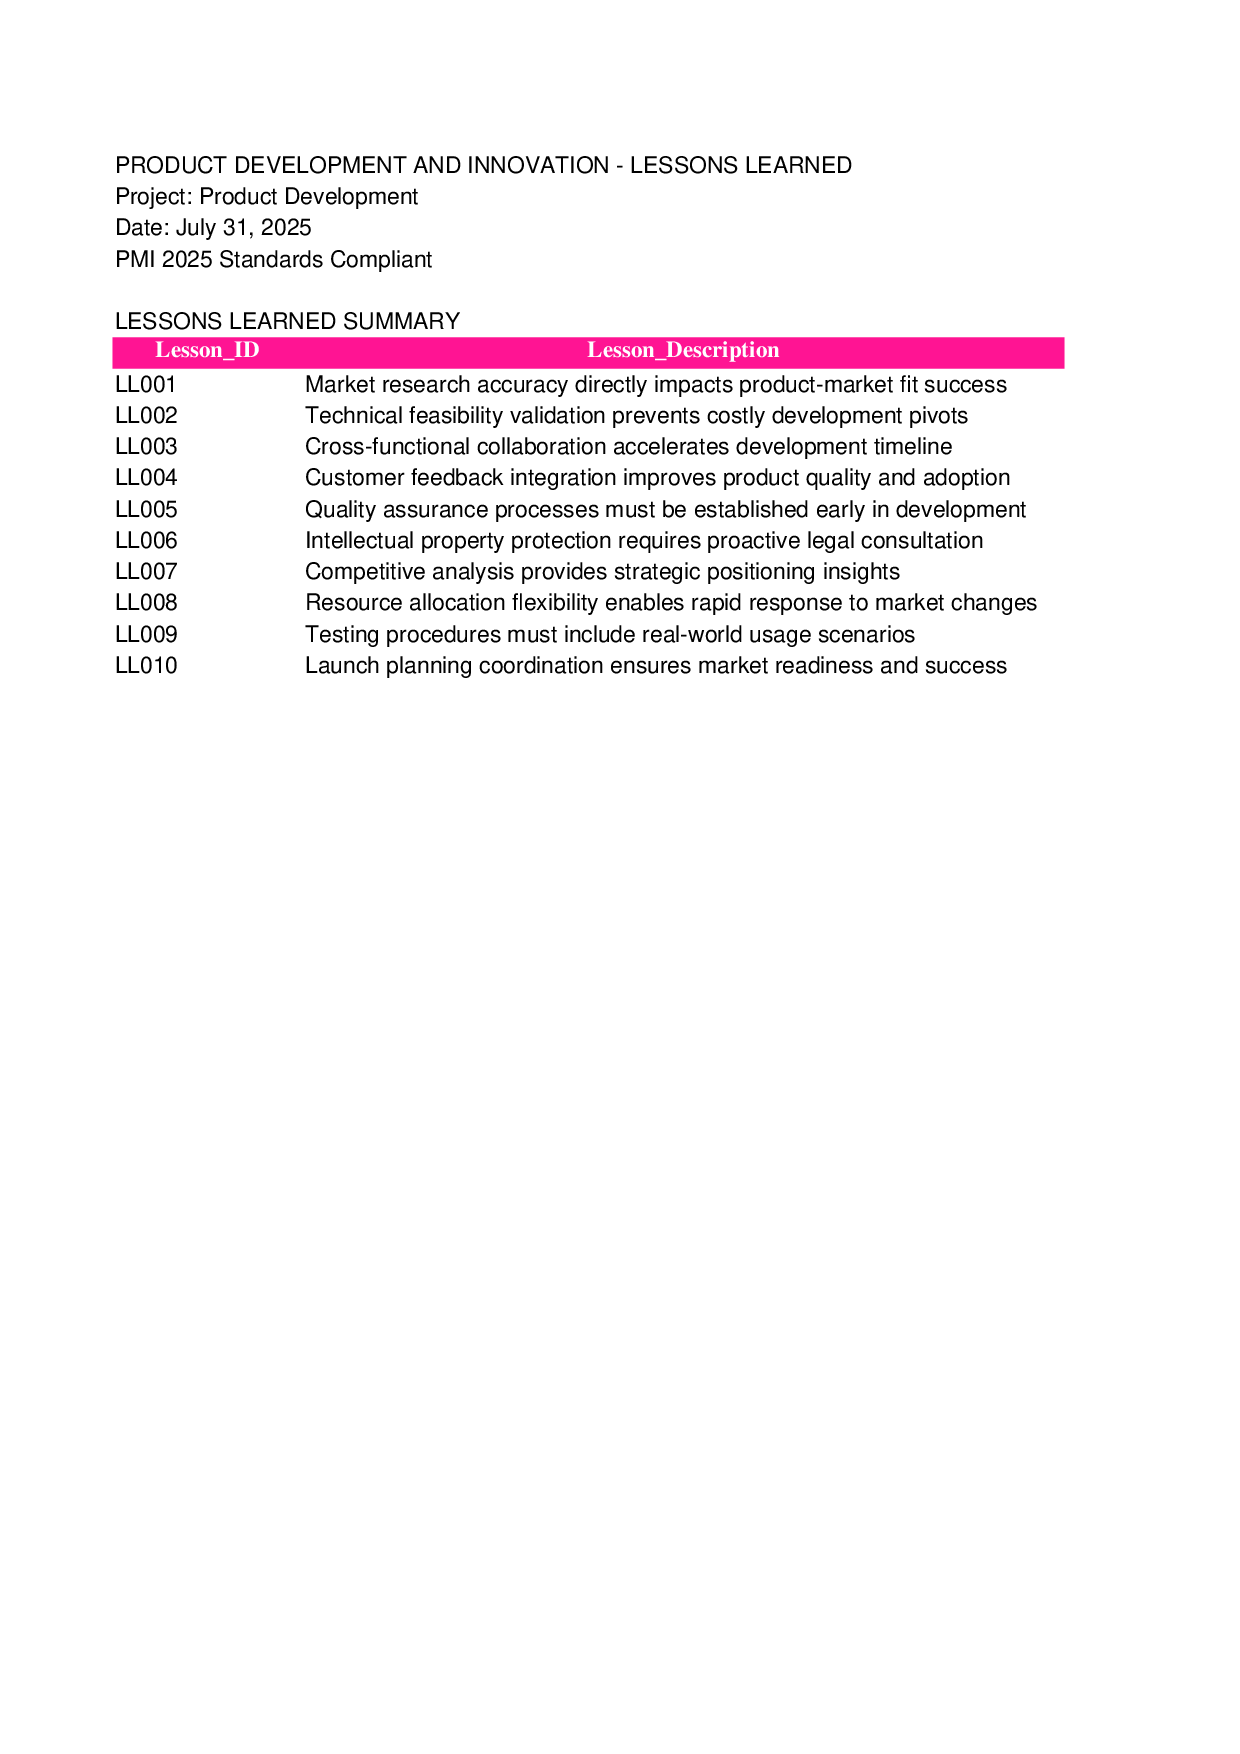 PRODUCT DEVELOPMENT AND INNOVATION - LESSONS LEARNED
Project: Product Development
Date: July 31, 2025
PMI 2025 Standards Compliant
LESSONS LEARNED SUMMARY
Lesson_ID Lesson_Description
LL001 Market research accuracy directly impacts product-market fit success
LL002 Technical feasibility validation prevents costly development pivots
LL003 Cross-functional collaboration accelerates development timeline
LL004 Customer feedback integration improves product quality and adoption
LL005 Quality assurance processes must be established early in development
LL006 Intellectual property protection requires proactive legal consultation
LL007 Competitive analysis provides strategic positioning insights
LL008 Resource allocation flexibility enables rapid response to market changes
LL009 Testing procedures must include real-world usage scenarios
LL010 Launch planning coordination ensures market readiness and success